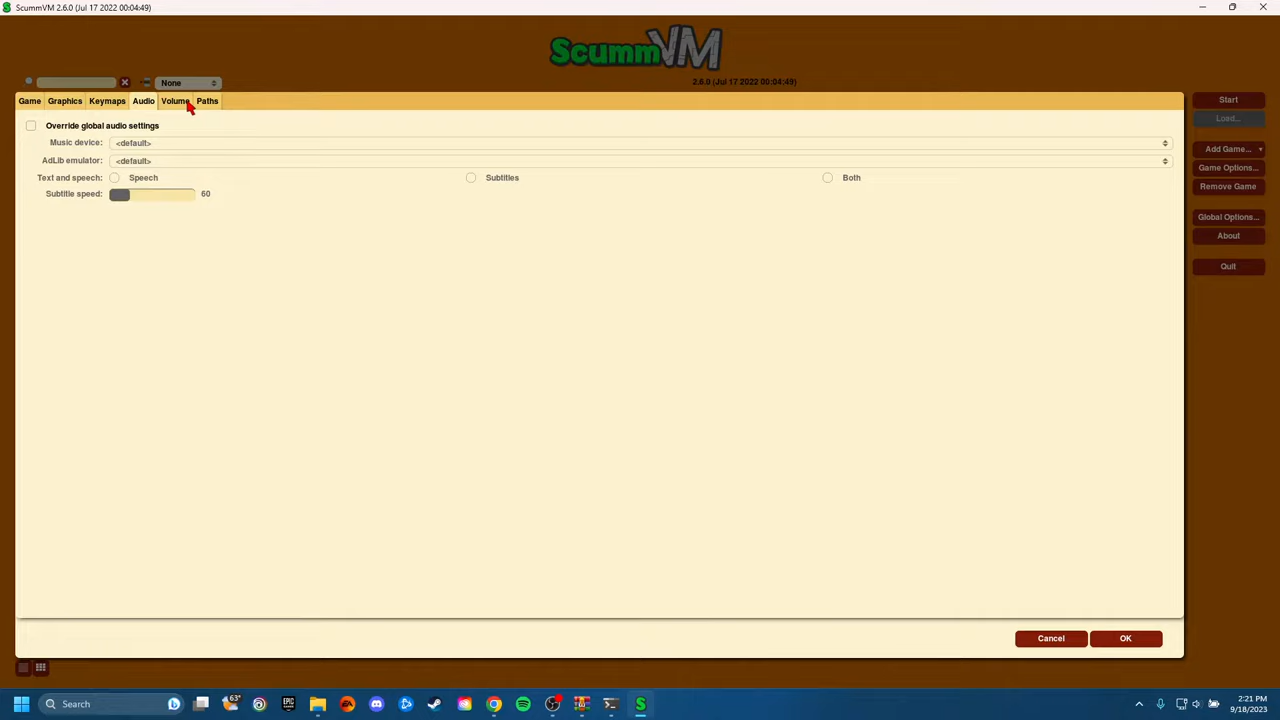 ScummVM 2.6.0 (Jul 17 2022 00:04:49)
ScummVM
None
2.6.0 (Jul 17 2022 00:04:49)
Game Graphics Keymaps Audio Volume Paths
Start
Load...
Override global audio settings
Music device: <default>
Add Game...
AdLib emulator: <default>
Game Options...
Text and speech: Speech Subtitles Both
Remove Game
Subtitle speed: 60
Global Options...
About
Quit
Cancel OK
Search
63°
EPIC
2:21 PM
9/18/2023